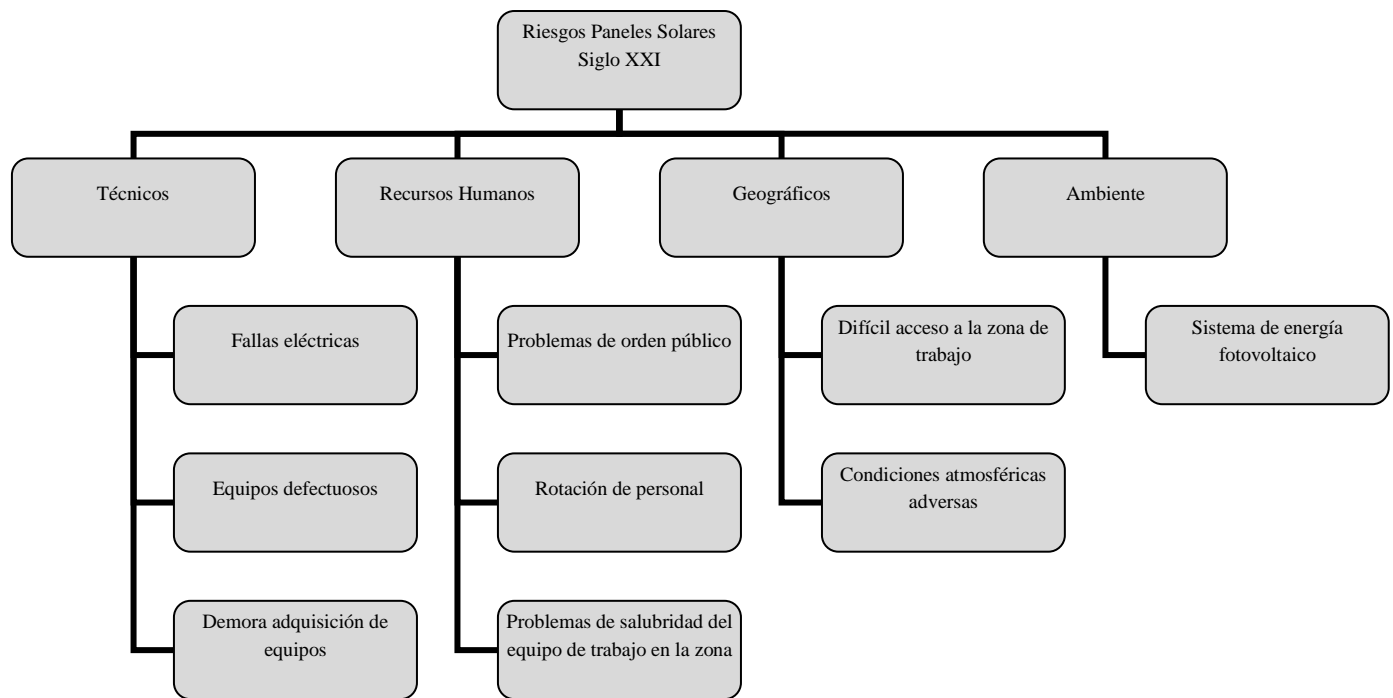 Riesgos Paneles Solares
Siglo XXI
Técnicos
Recursos Humanos
Geográficos
Ambiente
Fallas eléctricas
Problemas de orden público
Difícil acceso a la zona de
trabajo
Sistema de energía
fotovoltaico
Equipos defectuosos
Rotación de personal
Condiciones atmosféricas
adversas
Demora adquisición de
equipos
Problemas de salubridad del
equipo de trabajo en la zona